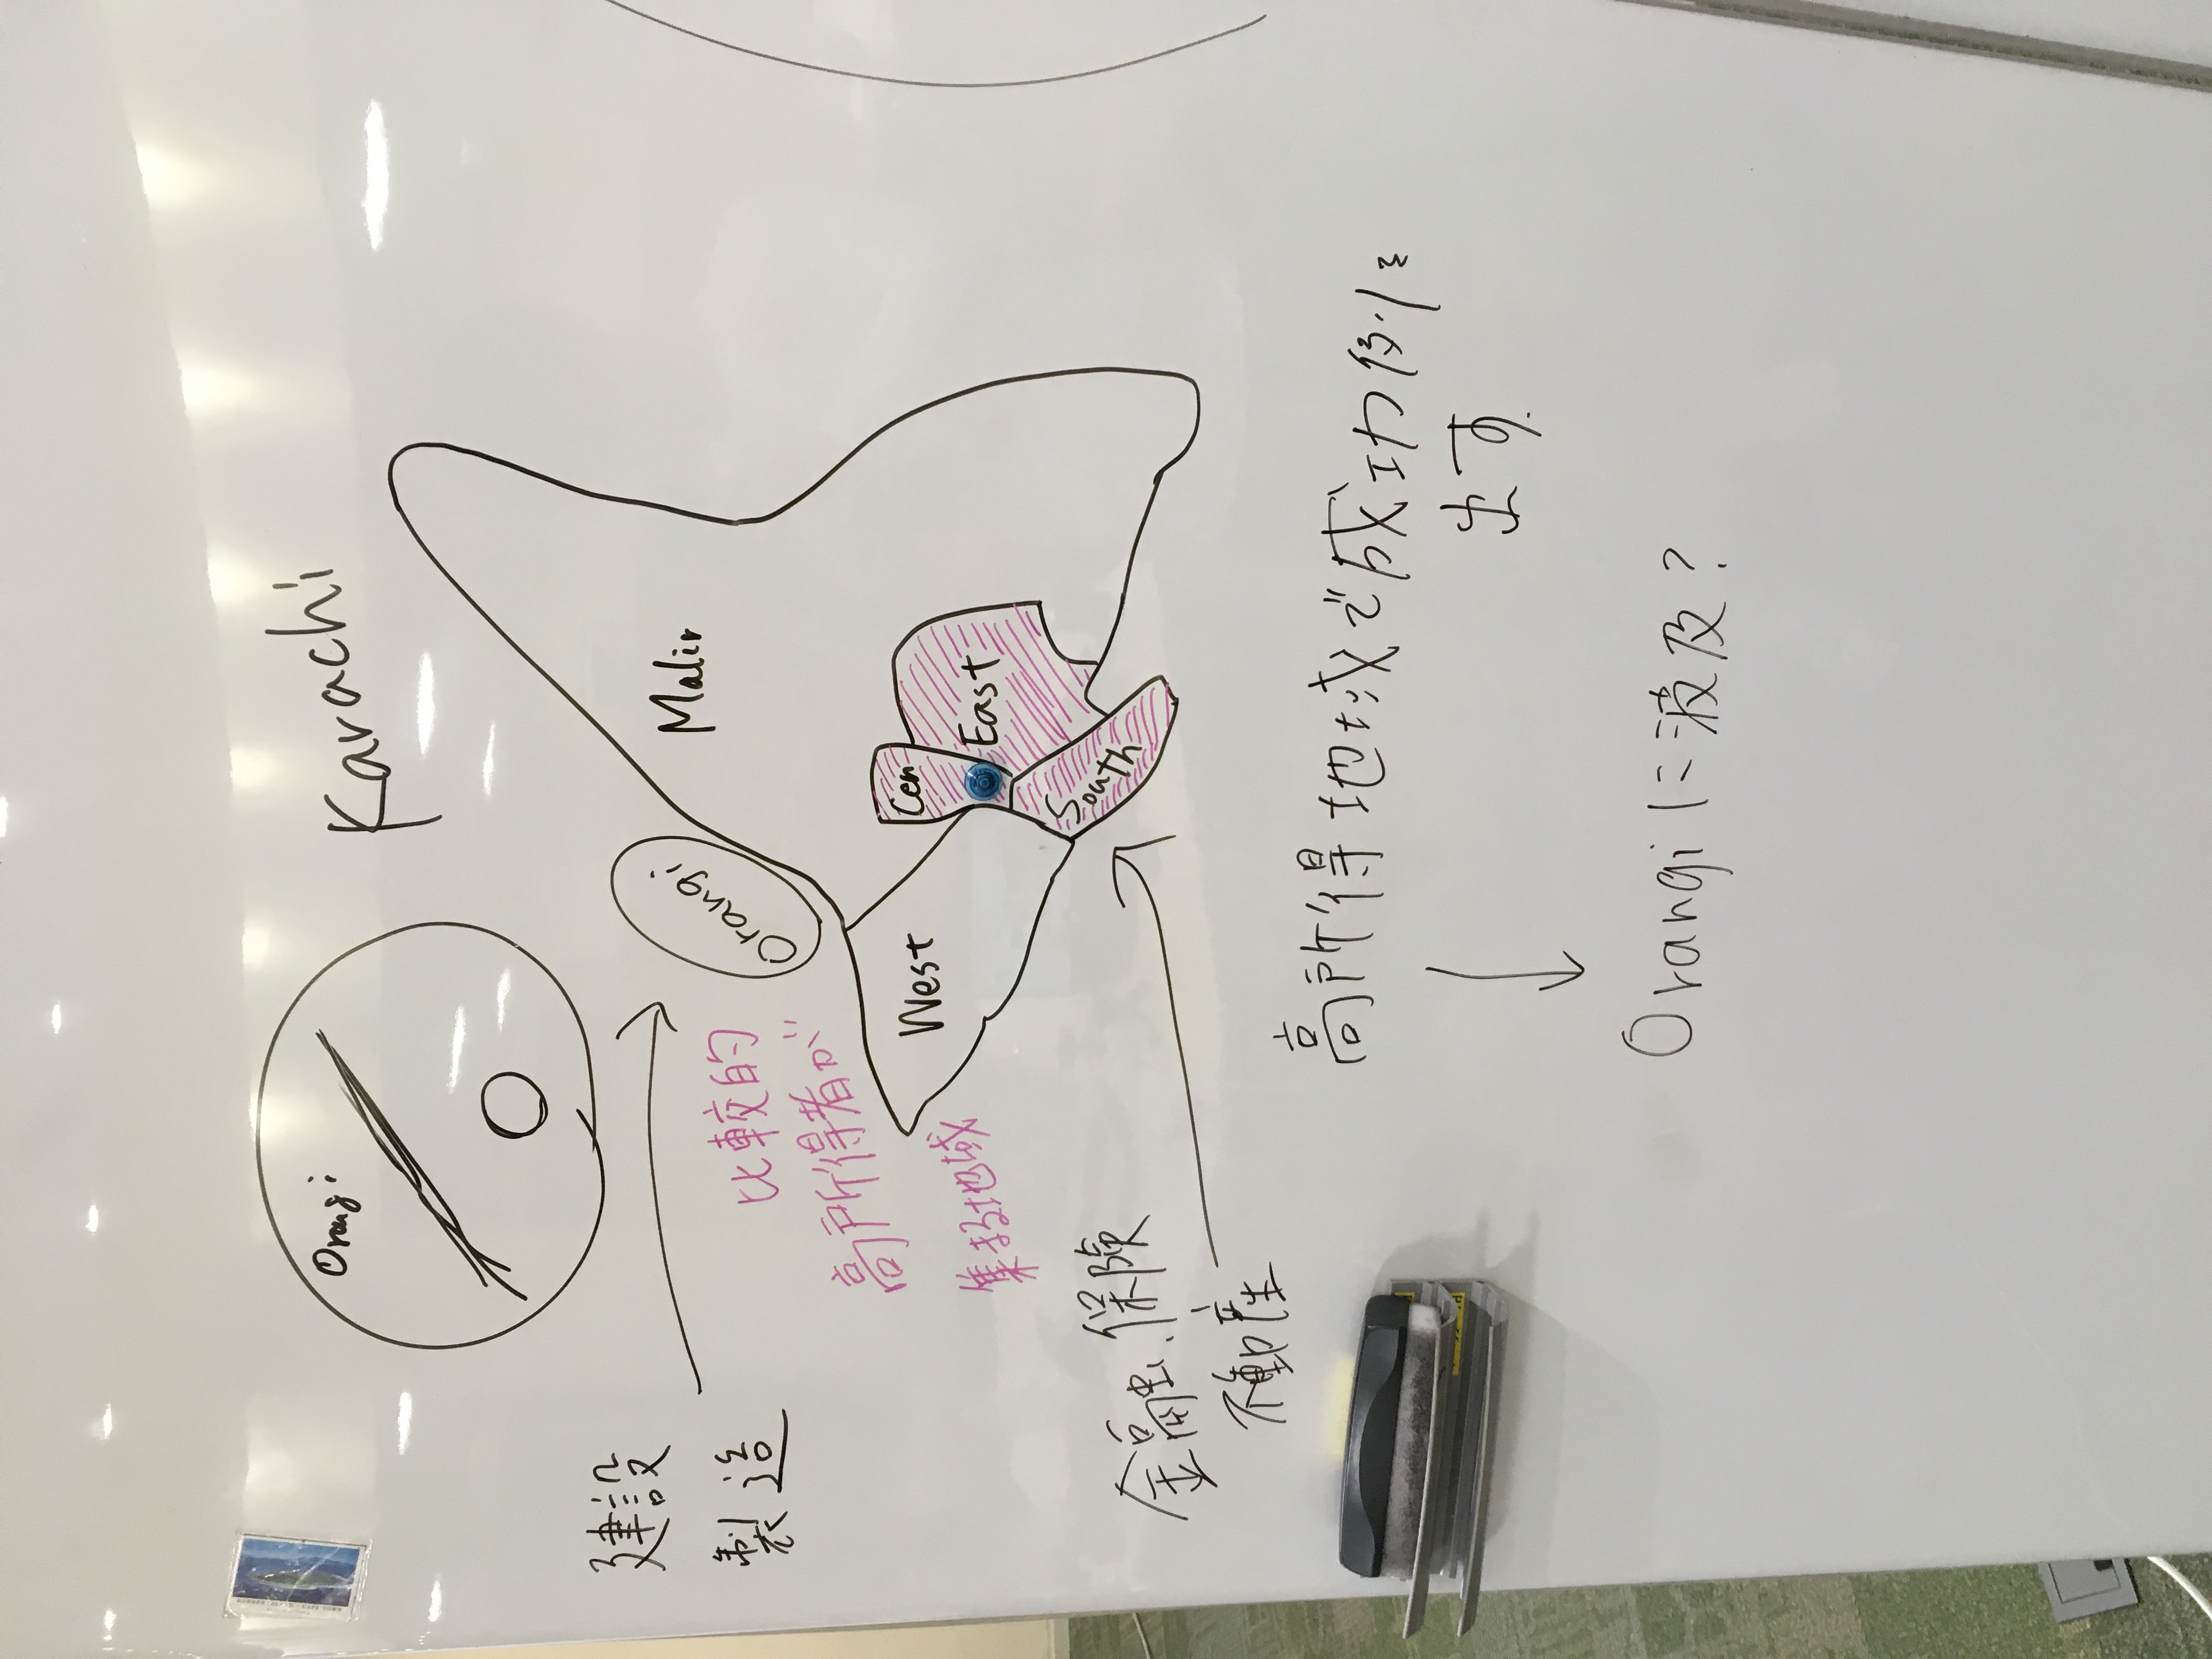 Orangi
Karachi
建設
製造
Orangi
Malir
比較的
高所得者が
集まる地域
West
Cen
East
South
金融、保険
不動産
高所得地域で成功例を
出す
Orangiに波及?